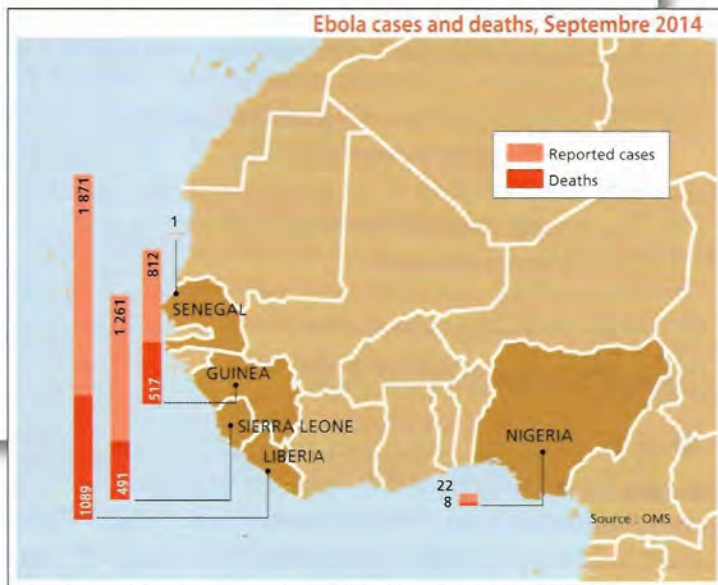 Ebola cases and deaths, Septembre 2014
Reported cases
Deaths
1 871
1089
1 261
491
812
517
1
SENEGAL
GUINEA
SIERRA LEONE
LIBERIA
NIGERIA
22
8
Source : OMS